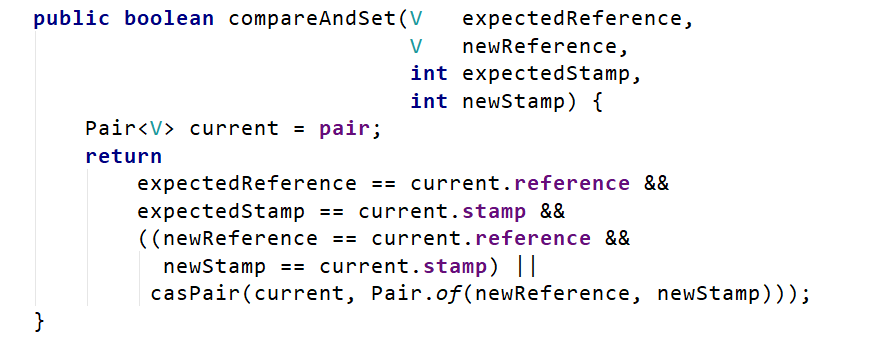 public boolean compareAndSet(V   expectedReference,
                             V   newReference,
                             int expectedStamp,
                             int newStamp) {
    Pair<V> current = pair;
    return
        expectedReference == current.reference &&
        expectedStamp == current.stamp &&
        ((newReference == current.reference &&
          newStamp == current.stamp) ||
         casPair(current, Pair.of(newReference, newStamp)));
}